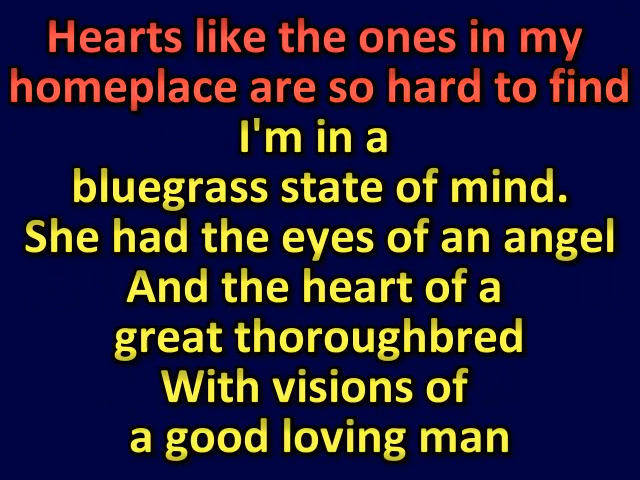 Hearts like the ones in my
homeplace are so hard to find
I'm in a
bluegrass state of mind.
She had the eyes of an angel
And the heart of a
great thoroughbred
With visions of
a good loving man